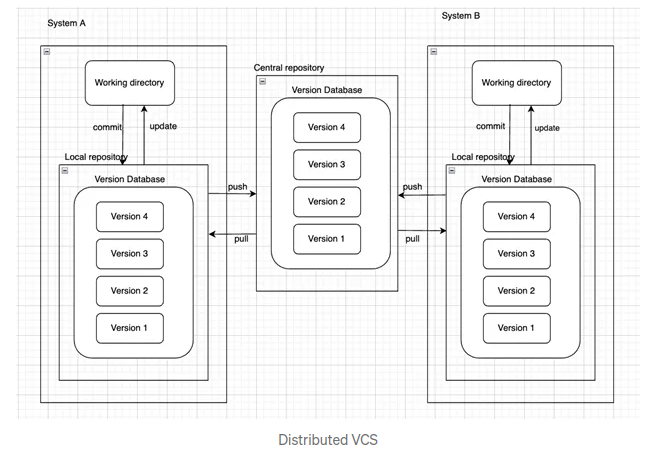 System A
System B
Central repository
Working directory
Version Database
Working directory
Version 4
commit
update
commit
update
Version 3
Local repository
Local repository
Version Database
push
Version 2
push
Version Database
Version 4
pull
Version 1
pull
Version 4
Version 3
Version 3
Version 2
Version 2
Version 1
Version 1
Distributed VCS